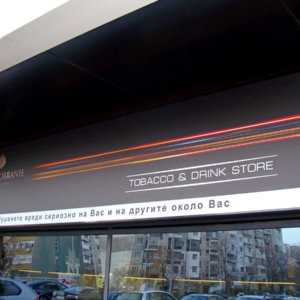 TOBACCO & DRINK STORE
вреди сериозно на Вас и на другите около Вас